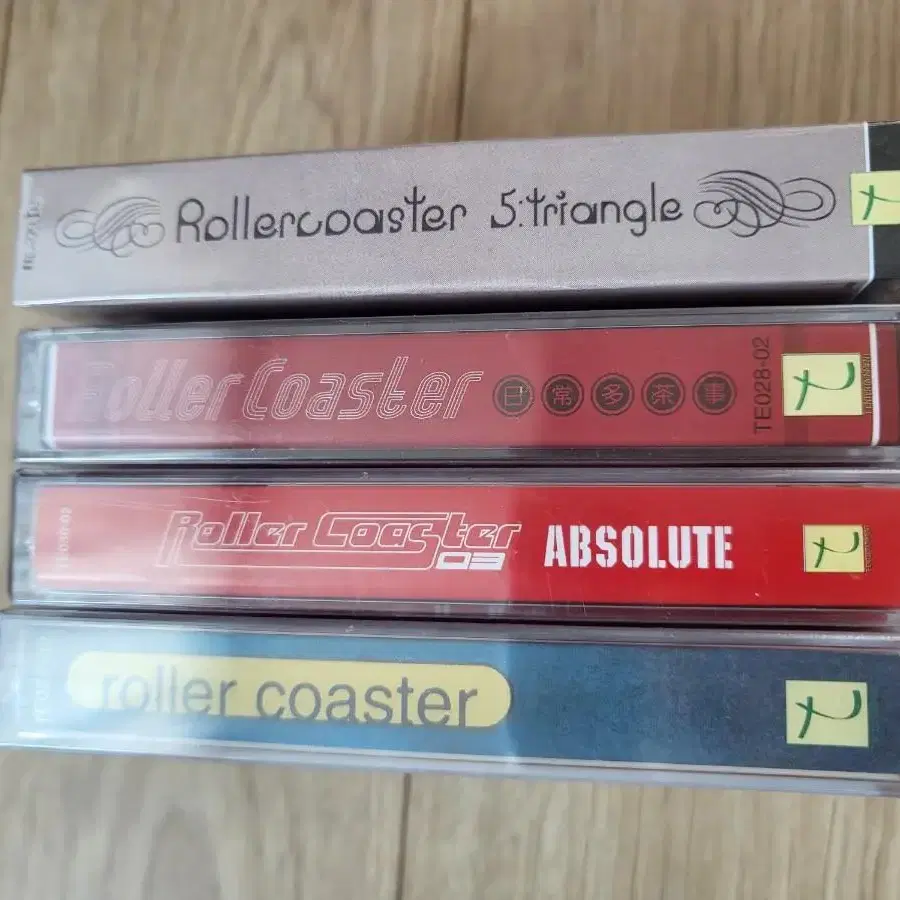 Rollercoaster 5:triangle
Roller Coaster 日常多茶事 TE028-02
Roller Coaster 03 ABSOLUTE
roller coaster